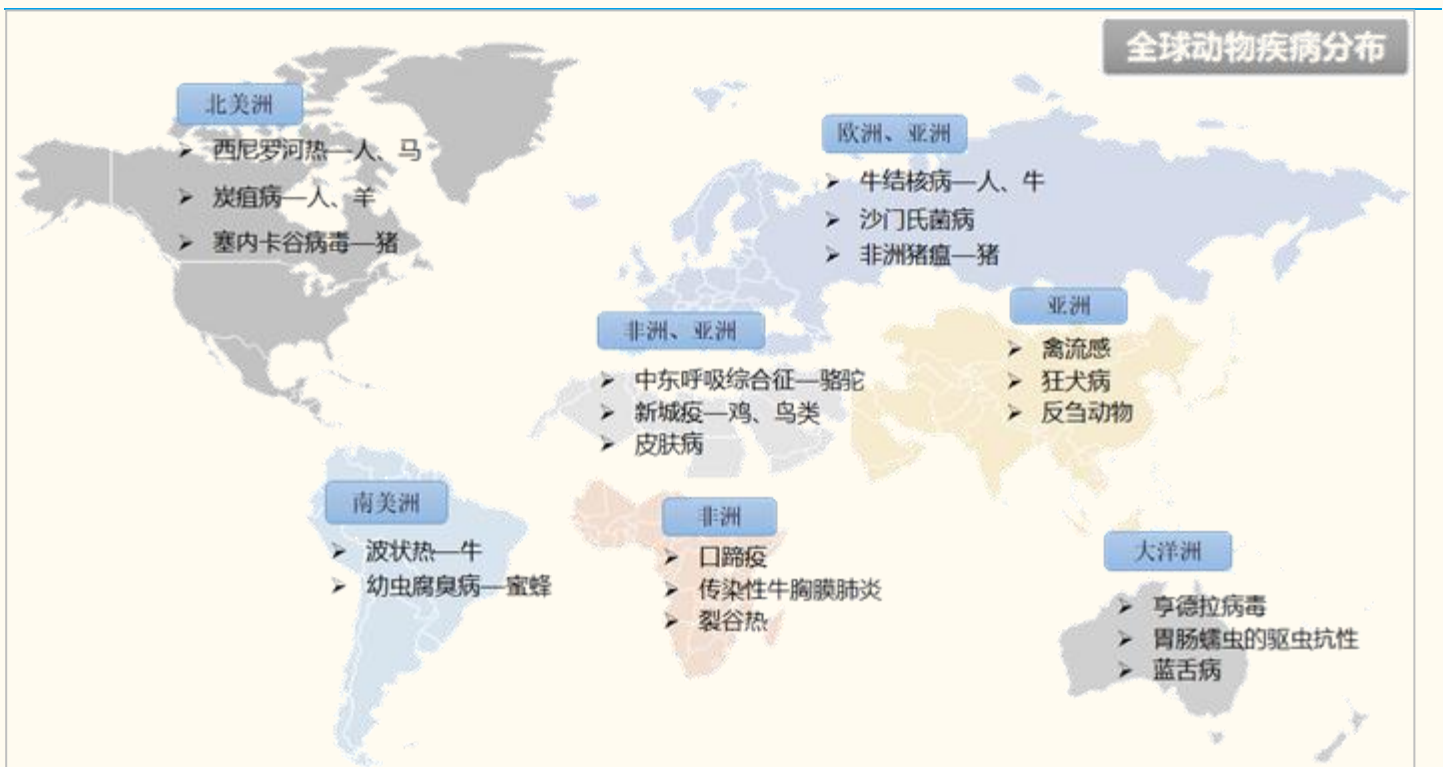 全球动物疾病分布
北美洲
➢ 西尼罗河热—人、马
➢ 炭疽病—人、羊
➢ 塞内卡谷病毒—猪
欧洲、亚洲
➢ 牛结核病—人、牛
➢ 沙门氏菌病
➢ 非洲猪瘟—猪
非洲、亚洲
➢ 中东呼吸综合征—骆驼
➢ 新城疫—鸡、鸟类
➢ 皮肤病
亚洲
➢ 禽流感
➢ 狂犬病
➢ 反刍动物
南美洲
➢ 波状热—牛
➢ 幼虫腐臭病—蜜蜂
非洲
➢ 口蹄疫
➢ 传染性牛胸膜肺炎
➢ 裂谷热
大洋洲
➢ 亨德拉病毒
➢ 胃肠蠕虫的驱虫抗性
➢ 蓝舌病